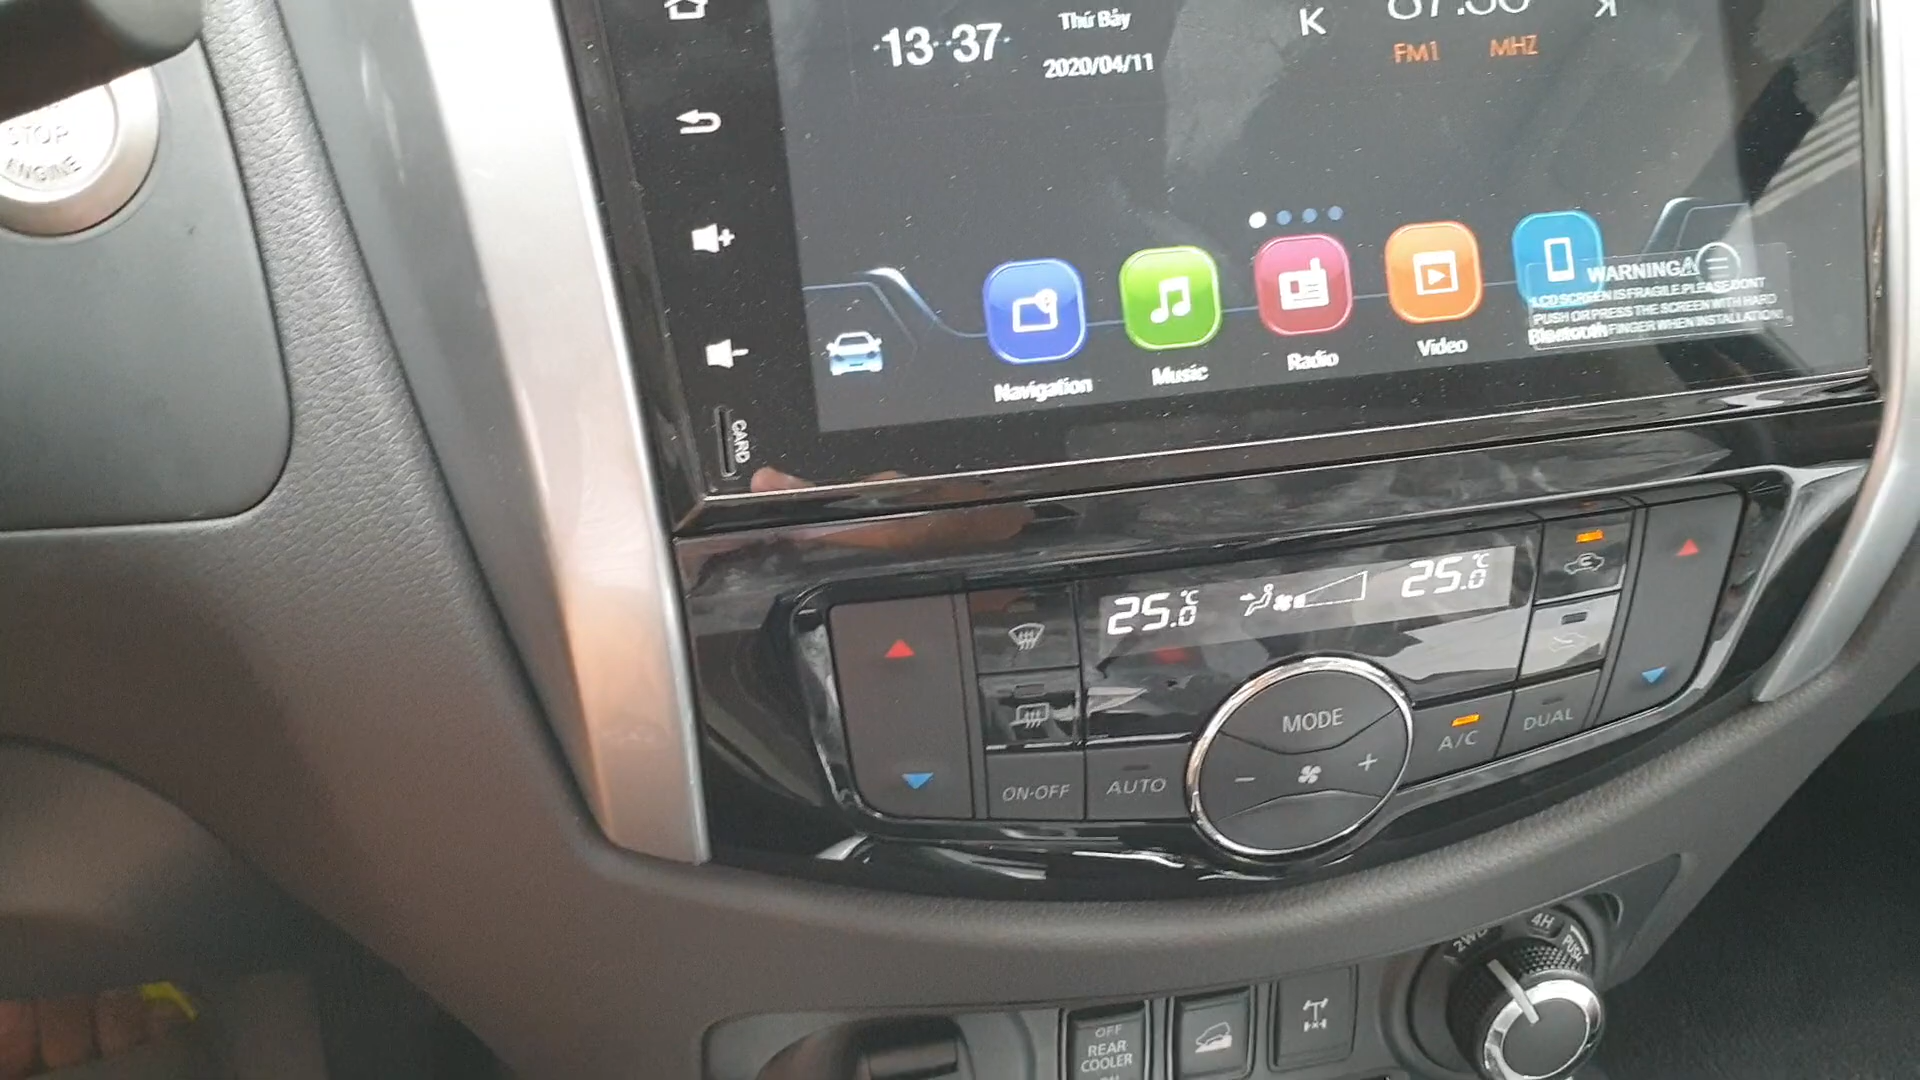 STOP
ENGINE
13:37
Thứ Bảy
2020/04/11
FM1
MHZ
CARD
Navigation
Music
Radio
Video
Bluetooth
WARNING
LCD SCREEN IS FRAGILE.PLEASE DONT
PUSH OR PRESS THE SCREEN WITH HARD
FINGER WHEN INSTALLATION!
25.0°C
25.0°C
MODE
ON·OFF
AUTO
A/C
DUAL
- +
2WD
4H
PUSH
OFF
REAR
COOLER